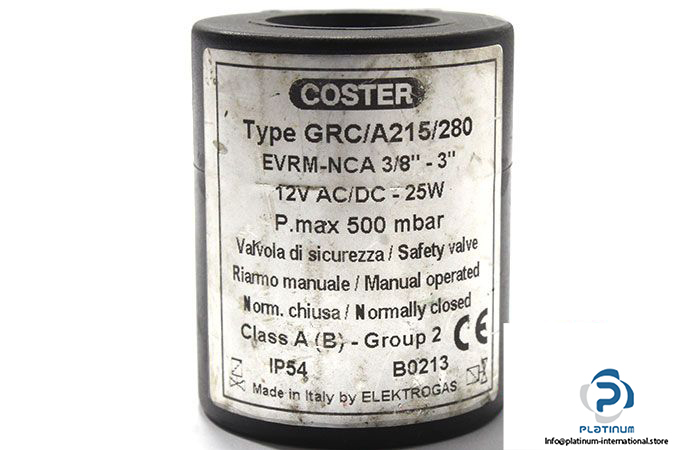 COSTER
Type GRC/A215/280
EVRM-NCA 3/8" - 3"
12V AC/DC - 25W
P.max 500 mbar
Valvola di sicurezza / Safety valve
Riarmo manuale / Manual operated
Norm. chiusa / Normally closed
Class A (B) - Group 2 CE
IP54 B0213
Made in Italy by ELEKTROGAS
PLATINUM
Info@platinum-international.store